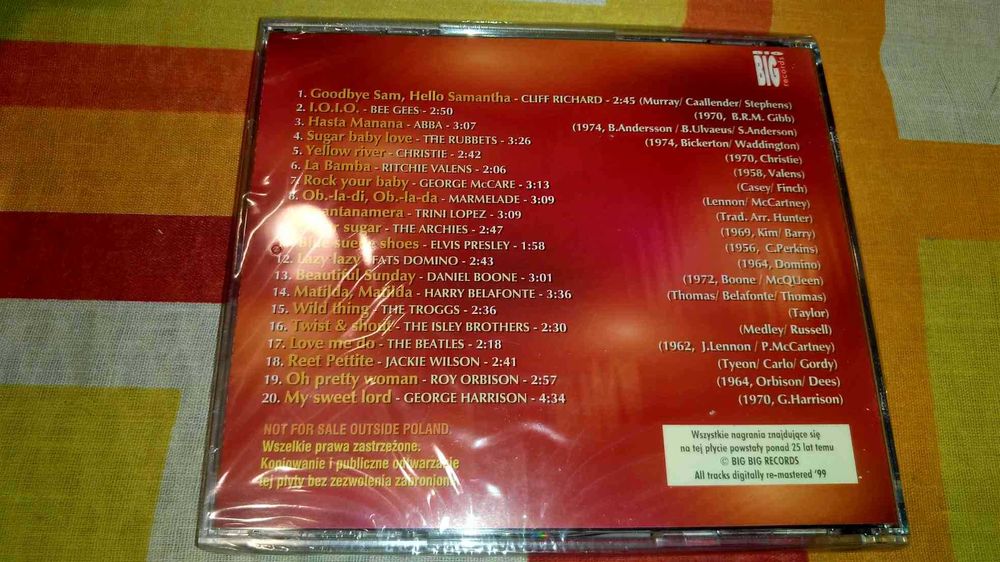 BIG
BIG
records
1. Goodbye Sam, Hello Samantha - CLIFF RICHARD - 2:45 (Murray/ Caallender/ Stephens)
2. I.O.I.O. - BEE GEES - 2:50 (1970, B.R.M. Gibb)
3. Hasta Manana - ABBA - 3:07 (1974, B.Andersson / B.Ulvaeus/ S.Anderson)
4. Sugar baby love - THE RUBBETS - 3:26 (1974, Bickerton/ Waddington)
5. Yellow river - CHRISTIE - 2:42 (1970, Christie)
6. La Bamba - RITCHIE VALENS - 2:06 (1958, Valens)
7. Rock your baby - GEORGE McCARE - 3:13 (Casey/ Finch)
8. Ob.-la-di, Ob.-la-da - MARMELADE - 3:09 (Lennon/ McCartney)
- TRINI LOPEZ - 3:09 (Trad. Arr. Hunter)
sugar - THE ARCHIES - 2:47 (1969, Kim/ Barry)
Blue suede shoes - ELVIS PRESLEY - 1:58 (1956, C.Perkins)
12. Lazy lazy - FATS DOMINO - 2:43 (1964, Domino)
13. Beautiful Sunday - DANIEL BOONE - 3:01 (1972, Boone / McQUeen)
14. Matilda, Matilda - HARRY BELAFONTE - 3:36 (Thomas/ Belafonte/ Thomas)
15. Wild thing - THE TROGGS - 2:36 (Taylor)
16. Twist & shout - THE ISLEY BROTHERS - 2:30 (Medley/ Russell)
17. Love me do - THE BEATLES - 2:18 (1962, J.Lennon / P.McCartney)
18. Reet Pettite - JACKIE WILSON - 2:41 (Tyeon/ Carlo/ Gordy)
19. Oh pretty woman - ROY ORBISON - 2:57 (1964, Orbison/ Dees)
20. My sweet lord - GEORGE HARRISON - 4:34 (1970, G.Harrison)
NOT FOR SALE OUTSIDE POLAND.
Wszelkie prawa zastrzeżone.
Kopiowanie i publiczne odtwarzanie
tej płyty bez zezwolenia zabronione
Wszystkie nagrania znajdujące się
na tej płycie powstały ponad 25 lat temu
© BIG BIG RECORDS
All tracks digitally re-mastered '99